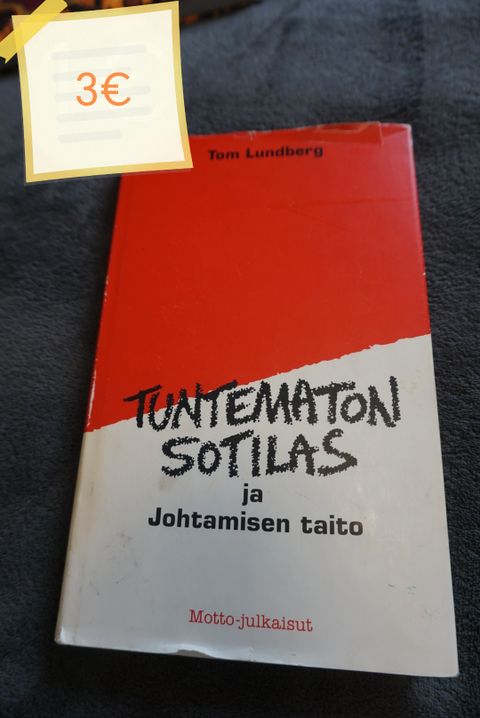 3€
Tom Lundberg
TUNTEMATON
SOTILAS
ja
Johtamisen taito
Motto-julkaisut